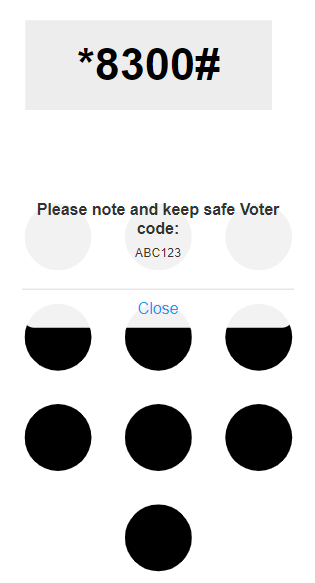 *8300#
Please note and keep safe Voter
code:
ABC123
Close